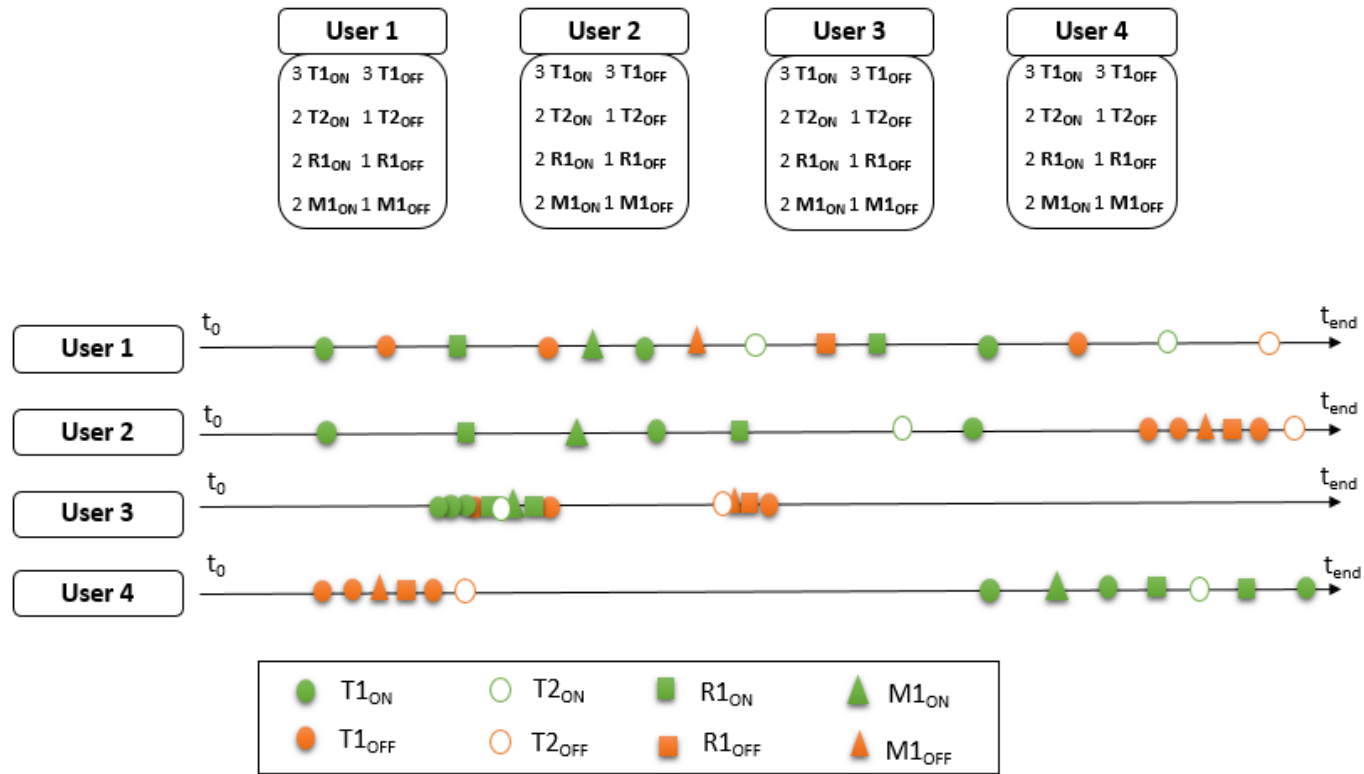 User 1 User 2 User 3 User 4
3 T1ON 3 T1OFF 3 T1ON 3 T1OFF 3 T1ON 3 T1OFF 3 T1ON 3 T1OFF
2 T2ON 1 T2OFF 2 T2ON 1 T2OFF 2 T2ON 1 T2OFF 2 T2ON 1 T2OFF
2 R1ON 1 R1OFF 2 R1ON 1 R1OFF 2 R1ON 1 R1OFF 2 R1ON 1 R1OFF
2 M1ON 1 M1OFF 2 M1ON 1 M1OFF 2 M1ON 1 M1OFF 2 M1ON 1 M1OFF
User 1 t0 tend
User 2 t0 tend
User 3 t0 tend
User 4 t0 tend
T1ON T2ON R1ON M1ON
T1OFF T2OFF R1OFF M1OFF